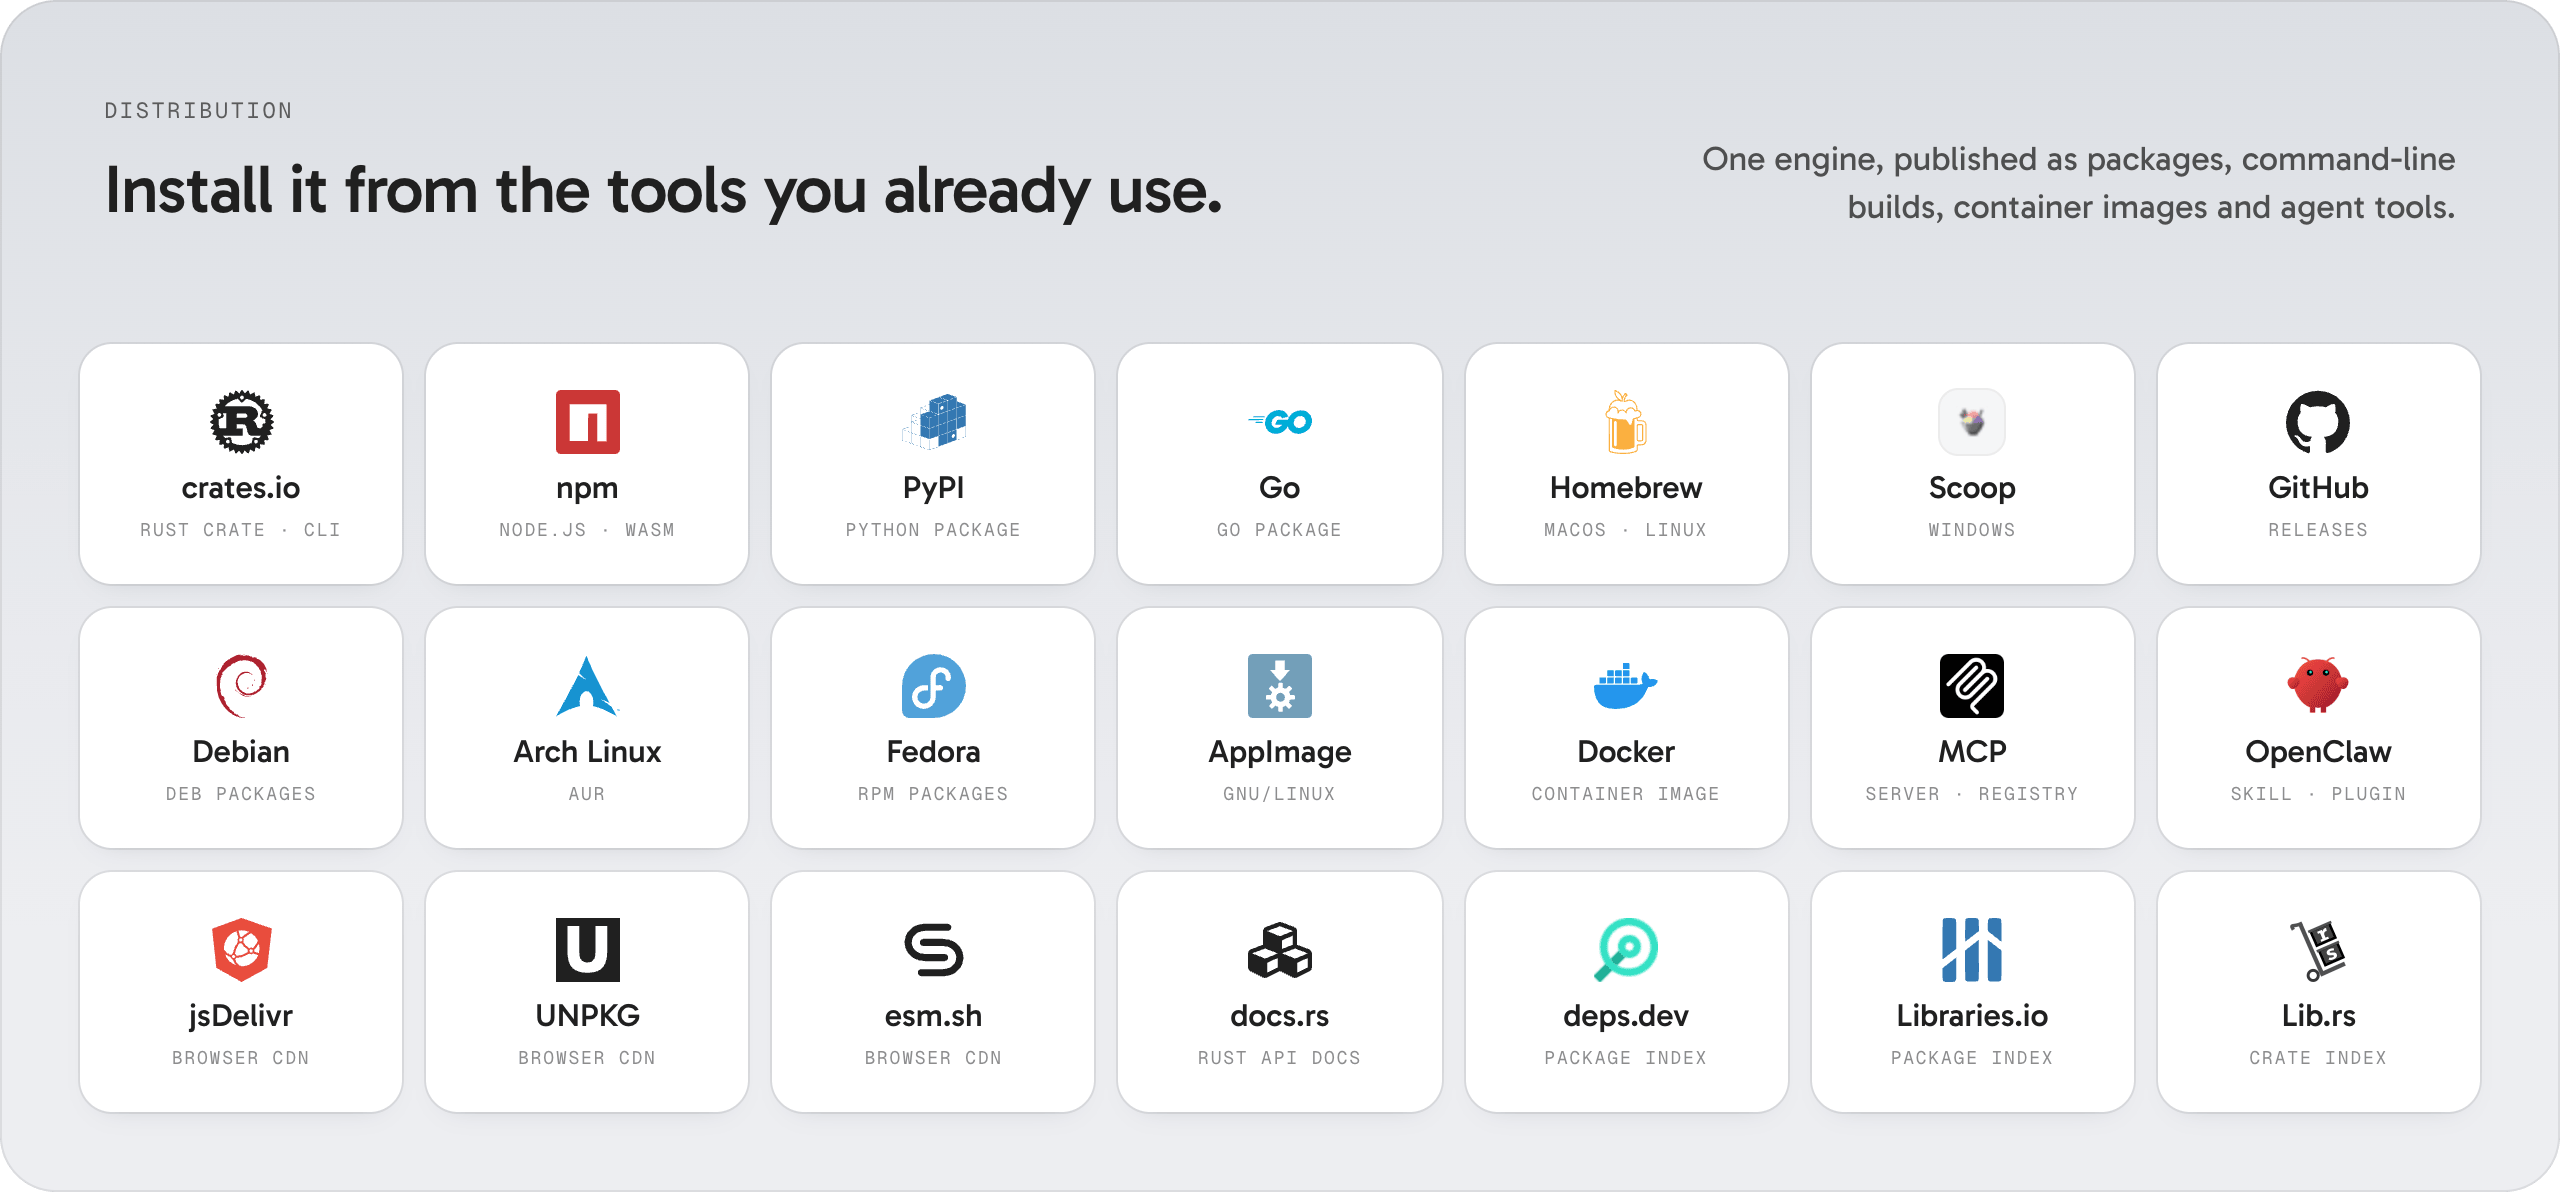 DISTRIBUTION
Install it from the tools you already use.
One engine, published as packages, command-line
builds, container images and agent tools.
crates.io
RUST CRATE · CLI
npm
NODE.JS · WASM
PyPI
PYTHON PACKAGE
GO
Go
GO PACKAGE
Homebrew
MACOS · LINUX
Scoop
WINDOWS
GitHub
RELEASES
Debian
DEB PACKAGES
Arch Linux
AUR
Fedora
RPM PACKAGES
AppImage
GNU/LINUX
Docker
CONTAINER IMAGE
MCP
SERVER · REGISTRY
OpenClaw
SKILL · PLUGIN
jsDelivr
BROWSER CDN
U
UNPKG
BROWSER CDN
esm.sh
BROWSER CDN
docs.rs
RUST API DOCS
deps.dev
PACKAGE INDEX
Libraries.io
PACKAGE INDEX
r
s
Lib.rs
CRATE INDEX